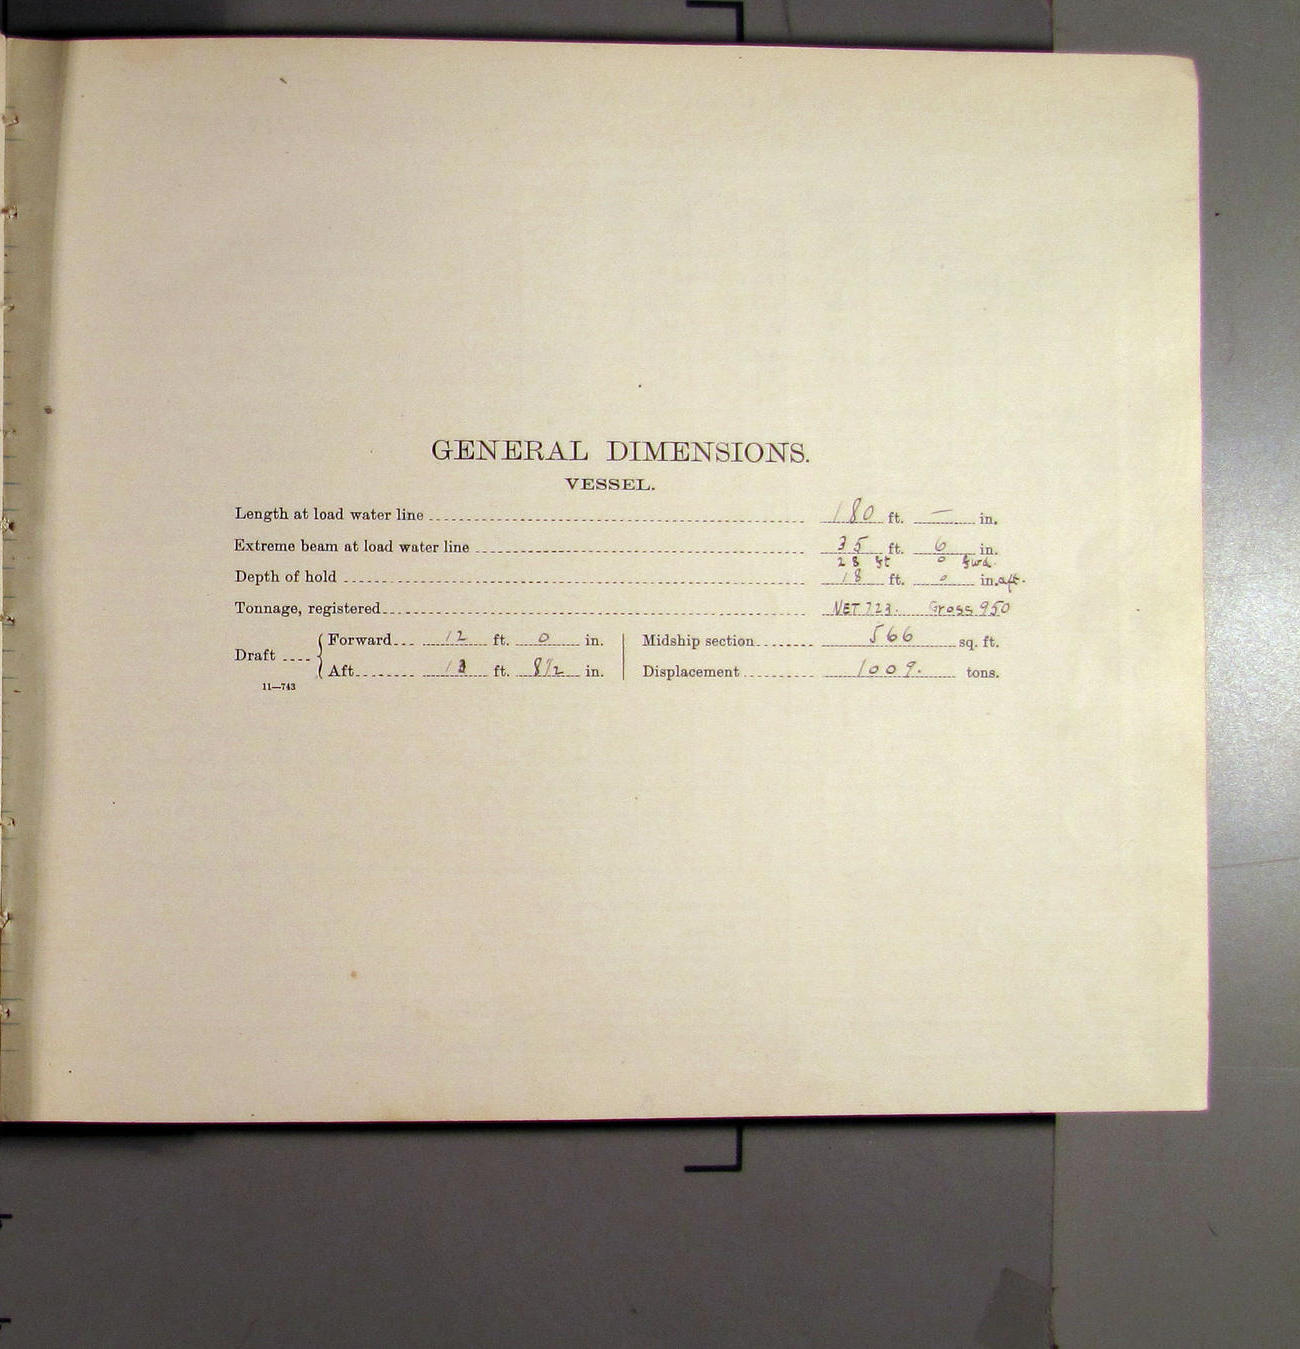 GENERAL DIMENSIONS.
VESSEL.
Length at load water line 180 ft. — in.
Extreme beam at load water line 35 ft. 6 in.
28 ft 0 fwd.
Depth of hold 18 ft. 0 in. aft.
Tonnage, registered NET 723. Gross 950
Draft { Forward 12 ft. 0 in. | Midship section 566 sq. ft.
Aft 13 ft. 8 1/2 in. | Displacement 1009. tons.
11—743